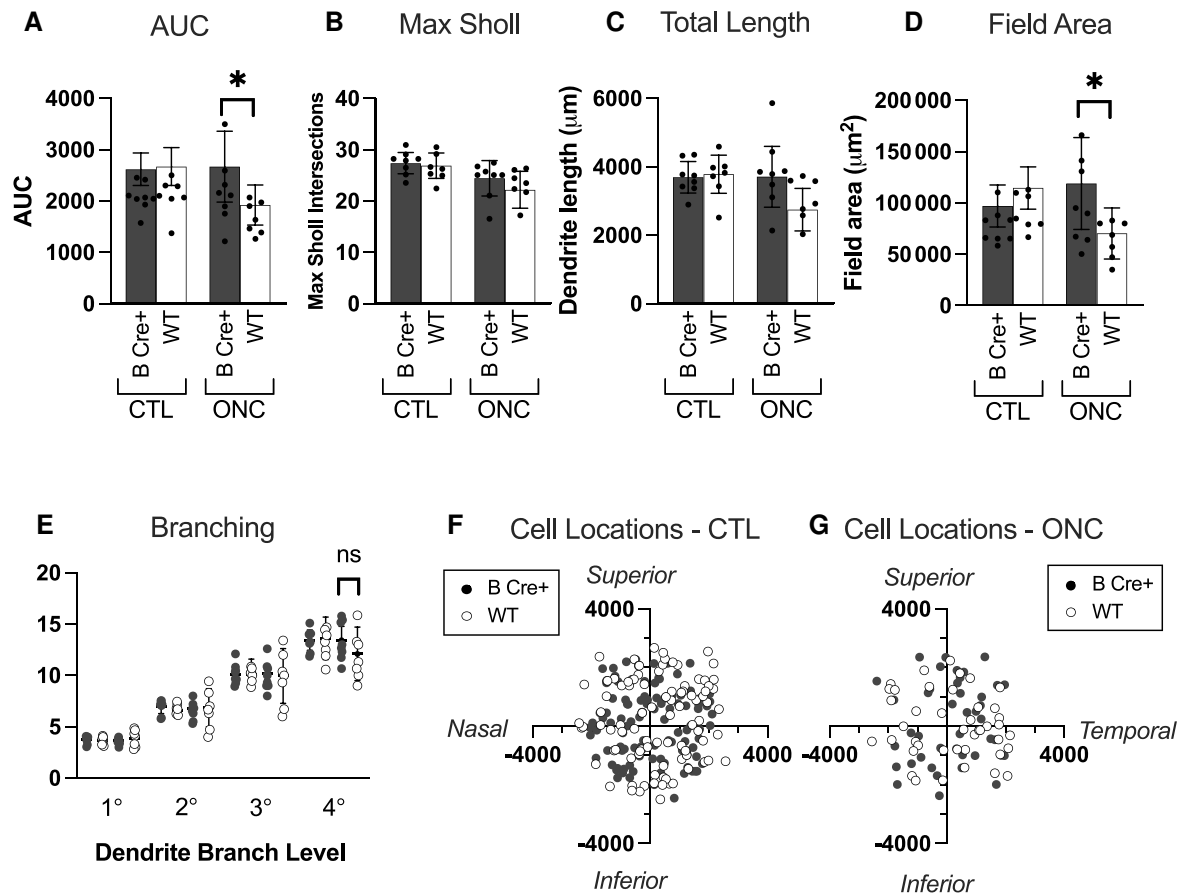 A AUC
AUC
4000
3000
2000
1000
0
*
B Cre+
WT
B Cre+
WT
CTL
ONC
B Max Sholl
Max Sholl Intersections
40
30
20
10
0
B Cre+
WT
B Cre+
WT
CTL
ONC
C Total Length
Dendrite length (μm)
6000
4000
2000
0
B Cre+
WT
B Cre+
WT
CTL
ONC
D Field Area
Field area (μm²)
200 000
150 000
100 000
50 000
0
*
B Cre+
WT
B Cre+
WT
CTL
ONC
E Branching
20
15
10
5
0
ns
1°
2°
3°
4°
Dendrite Branch Level
F Cell Locations - CTL
B Cre+
WT
Superior
4000
Nasal
-4000
4000
-4000
Inferior
G Cell Locations - ONC
B Cre+
WT
Superior
4000
-4000
4000
Temporal
-4000
Inferior